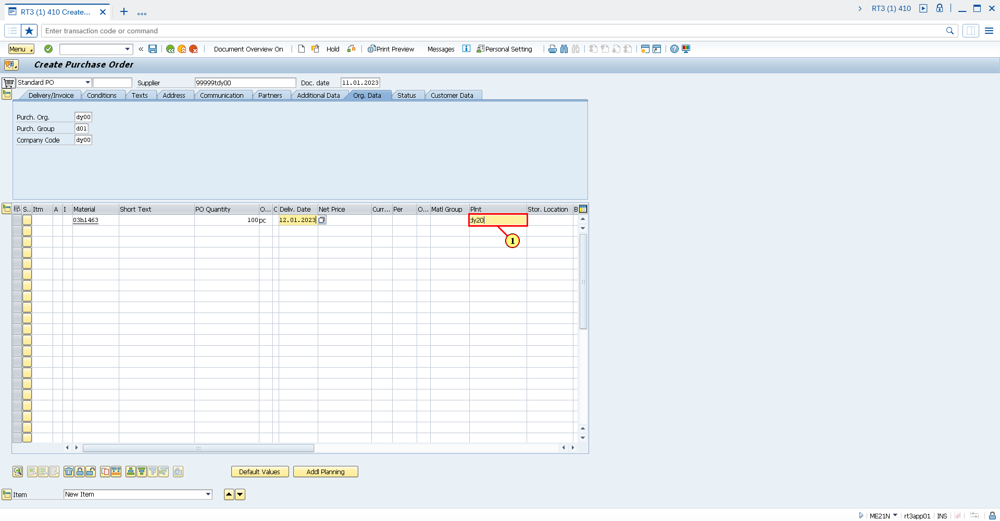 RT3 (1) 410 Create...
RT3 (1) 410
Enter transaction code or command
Menu
Document Overview On
Hold
Print Preview
Messages
Personal Setting
Create Purchase Order
Standard PO
Supplier
99999tdy00
Doc. date
11.01.2023
Delivery/Invoice
Conditions
Texts
Address
Communication
Partners
Additional Data
Org. Data
Status
Customer Data
Purch. Org. dy00
Purch. Group d01
Company Code dy00
S.. Itm A I Material Short Text PO Quantity O... C Deliv. Date Net Price Curr... Per O... Matl Group Plnt Stor. Location B
03h1463 100 pc 12.01.2023 dy20
1
Default Values
Addl Planning
Item
New Item
ME21N
rt3app01
INS